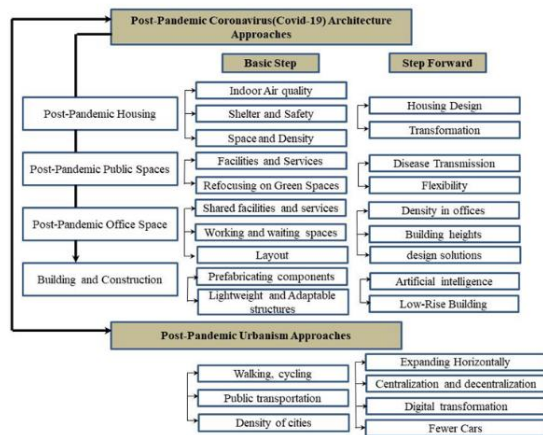 Post-Pandemic Coronavirus(Covid-19) Architecture
Approaches
Basic Step
Step Forward
Post-Pandemic Housing
Indoor Air quality
Shelter and Safety
Space and Density
Housing Design
Transformation
Post-Pandemic Public Spaces
Facilities and Services
Refocusing on Green Spaces
Disease Transmission
Flexibility
Post-Pandemic Office Space
Shared facilities and services
Working and waiting spaces
Layout
Density in offices
Building heights
design solutions
Building and Construction
Prefabricating components
Lightweight and Adaptable
structures
Artificial intelligence
Low-Rise Building
Post-Pandemic Urbanism Approaches
Walking, cycling
Public transportation
Density of cities
Expanding Horizontally
Centralization and decentralization
Digital transformation
Fewer Cars